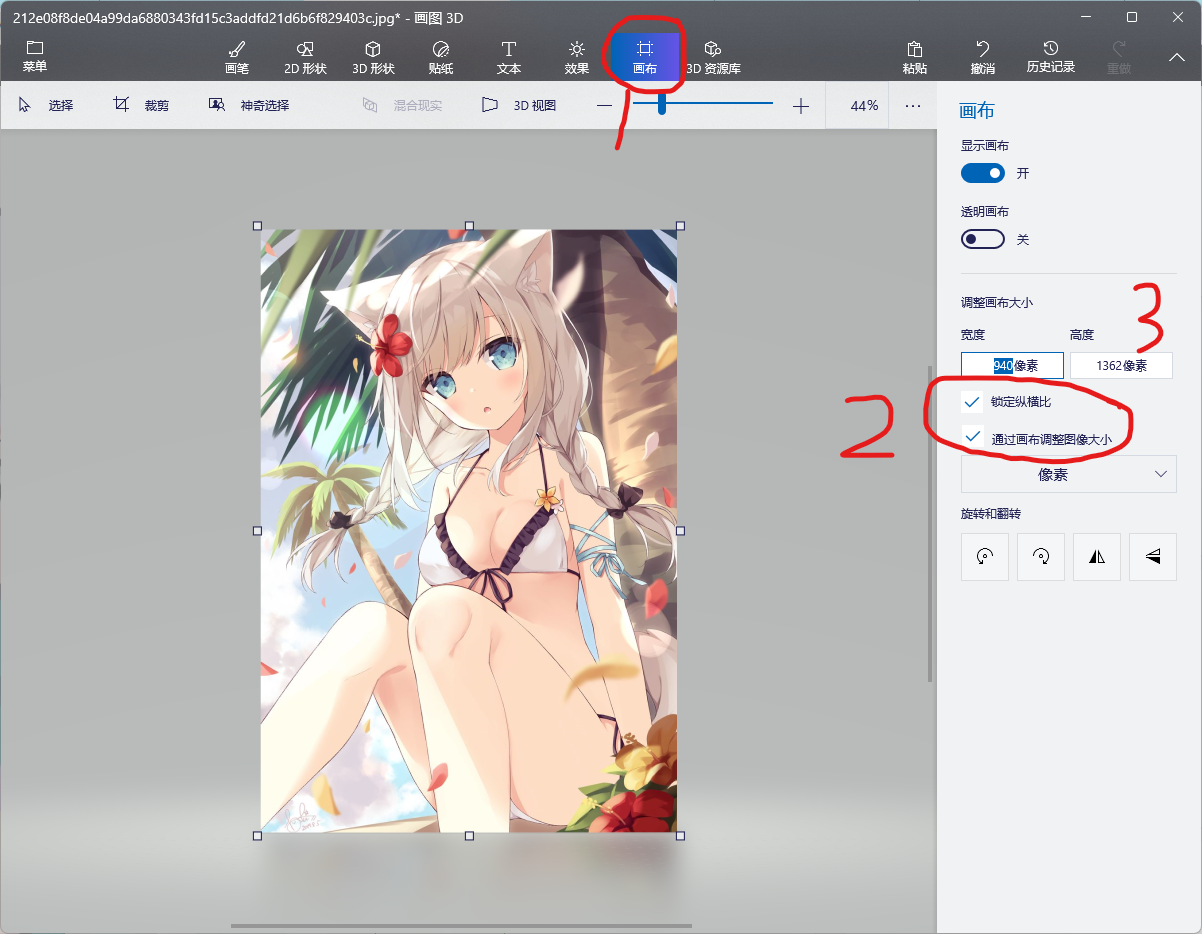 212e08f8de04a99da6880343fd15c3addfd21d6b6f829403c.jpg* - 画图 3D
菜单 画笔 2D 形状 3D 形状 贴纸 文本 效果 画布 3D 资源库 粘贴 撤消 历史记录 重做
选择 裁剪 神奇选择 混合现实 3D 视图 44% ...
1
画布
显示画布
开
透明画布
关
调整画布大小
3
宽度 高度
940像素 1362像素
锁定纵横比
2
通过画布调整图像大小
像素
旋转和翻转